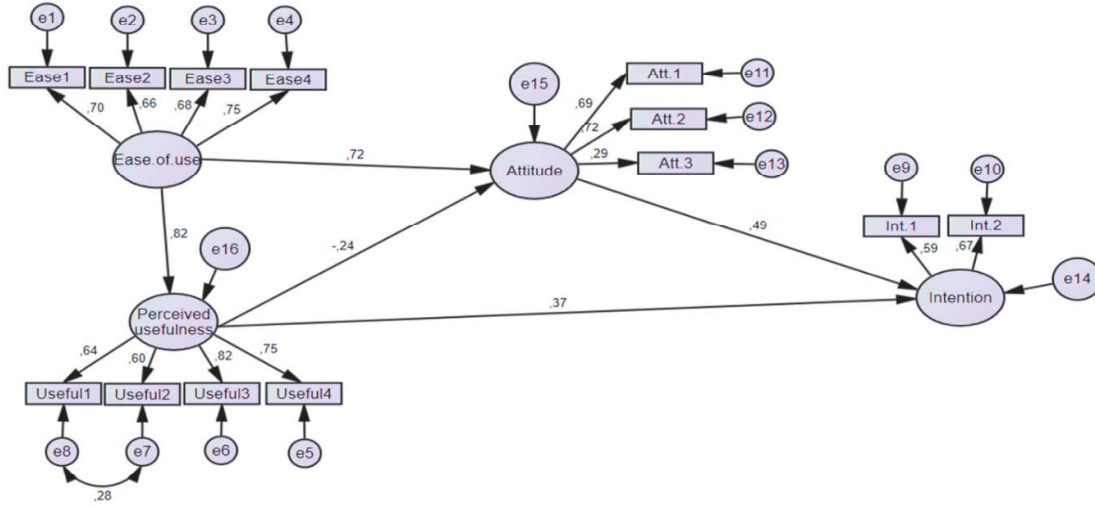 e1
e2
e3
e4
Ease1
Ease2
Ease3
Ease4
,70
,66
,68
,75
Ease.of.use
,72
e15
Attitude
,69
,72
,29
Att.1
Att.2
Att.3
e11
e12
e13
,82
e16
-,24
,49
e9
e10
Int.1
Int.2
,59
,67
Intention
e14
,37
Perceived
usefulness
,64
,60
,82
,75
Useful1
Useful2
Useful3
Useful4
e8
e7
e6
e5
,28